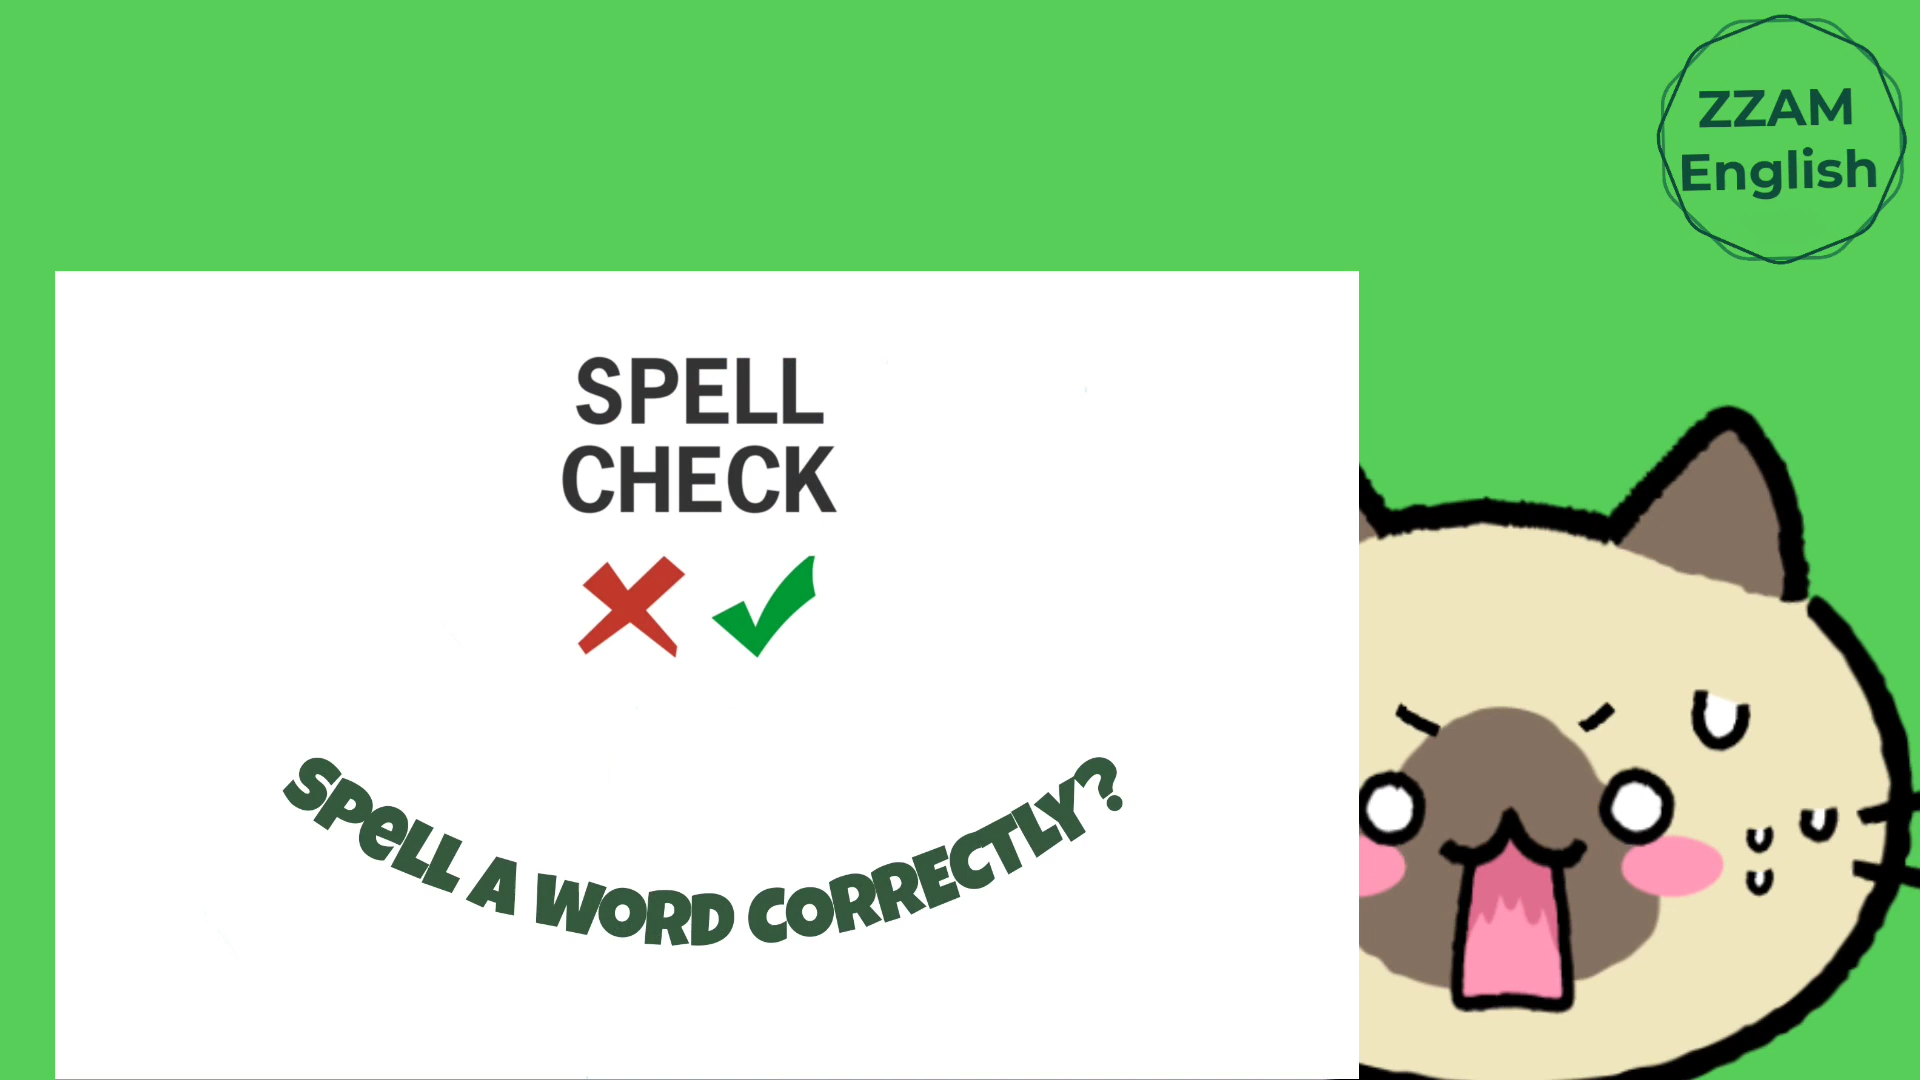 ZZAM
English
SPELL
CHECK
SPELL A WORD CORRECTLY?